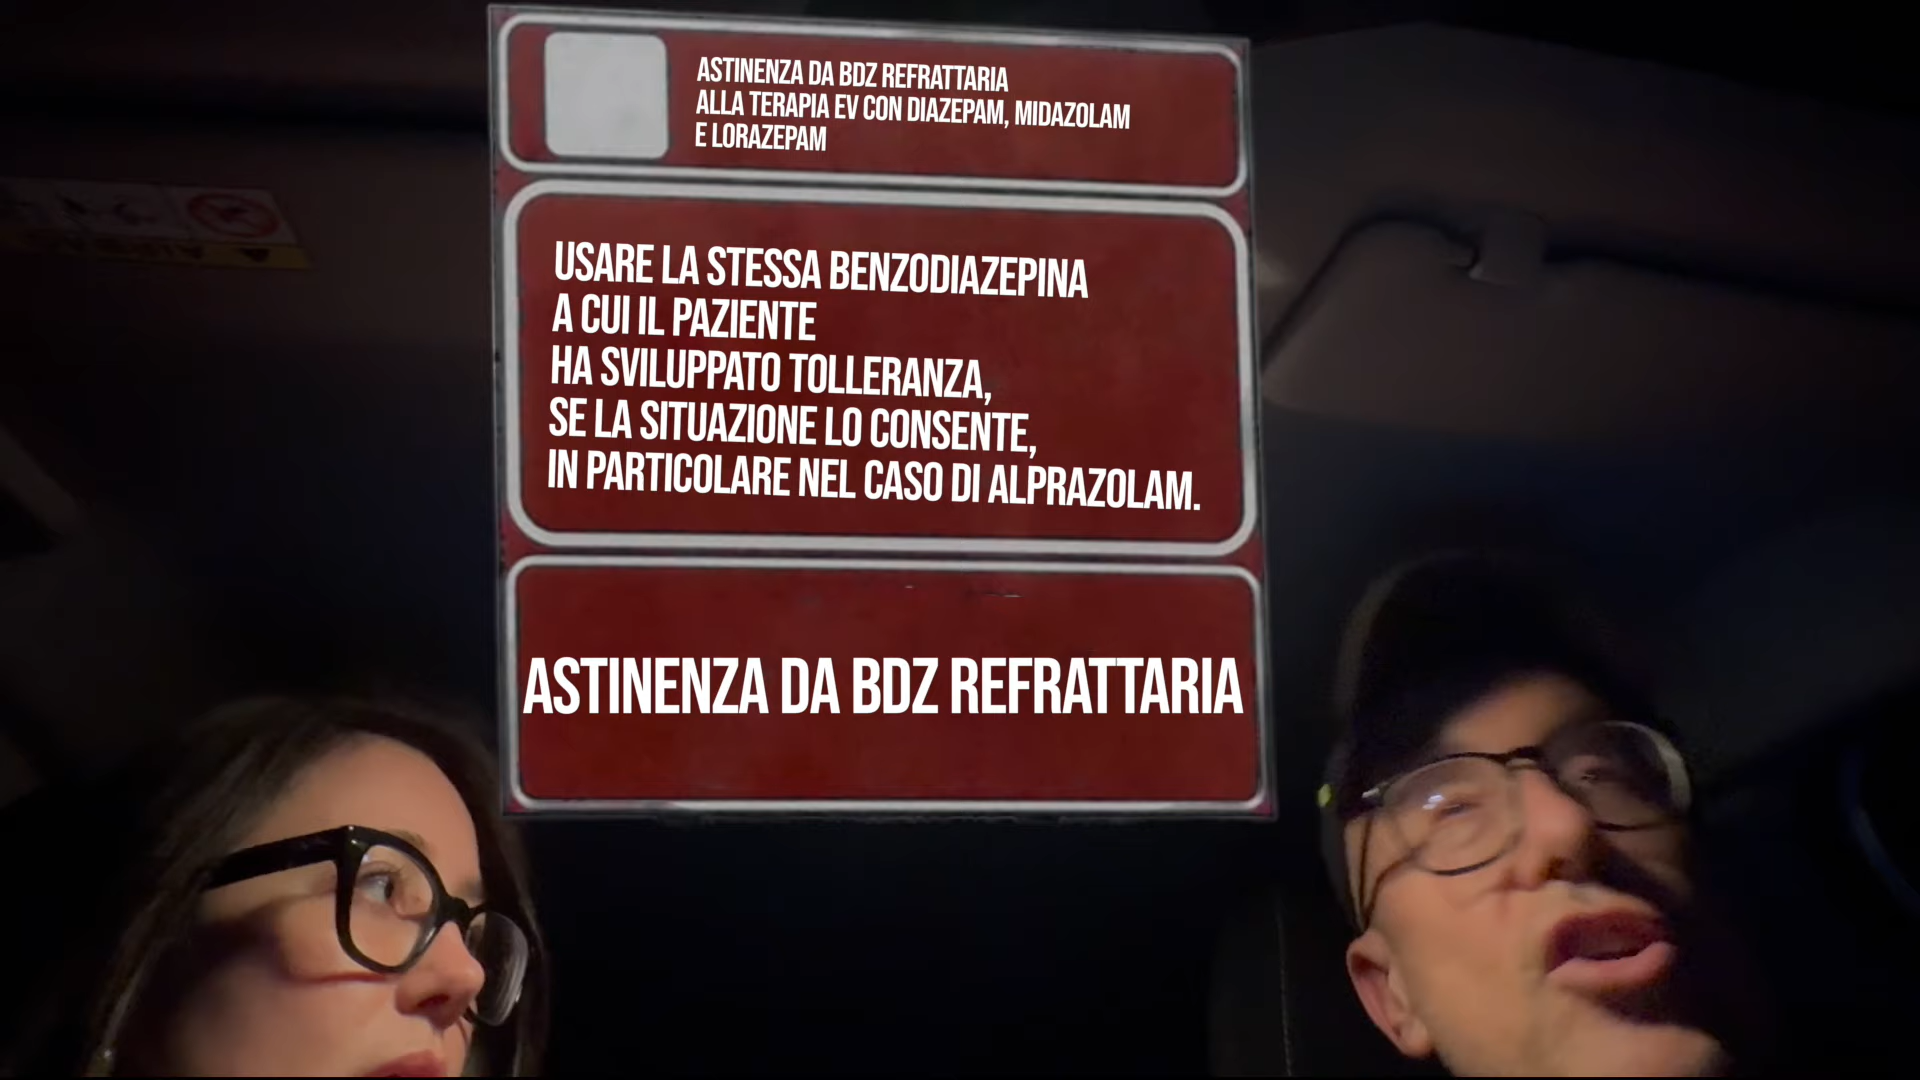 ASTINENZA DA BDZ REFRATTARIA
ALLA TERAPIA EV CON DIAZEPAM, MIDAZOLAM
E LORAZEPAM
USARE LA STESSA BENZODIAZEPINA
A CUI IL PAZIENTE
HA SVILUPPATO TOLLERANZA,
SE LA SITUAZIONE LO CONSENTE,
IN PARTICOLARE NEL CASO DI ALPRAZOLAM.
ASTINENZA DA BDZ REFRATTARIA